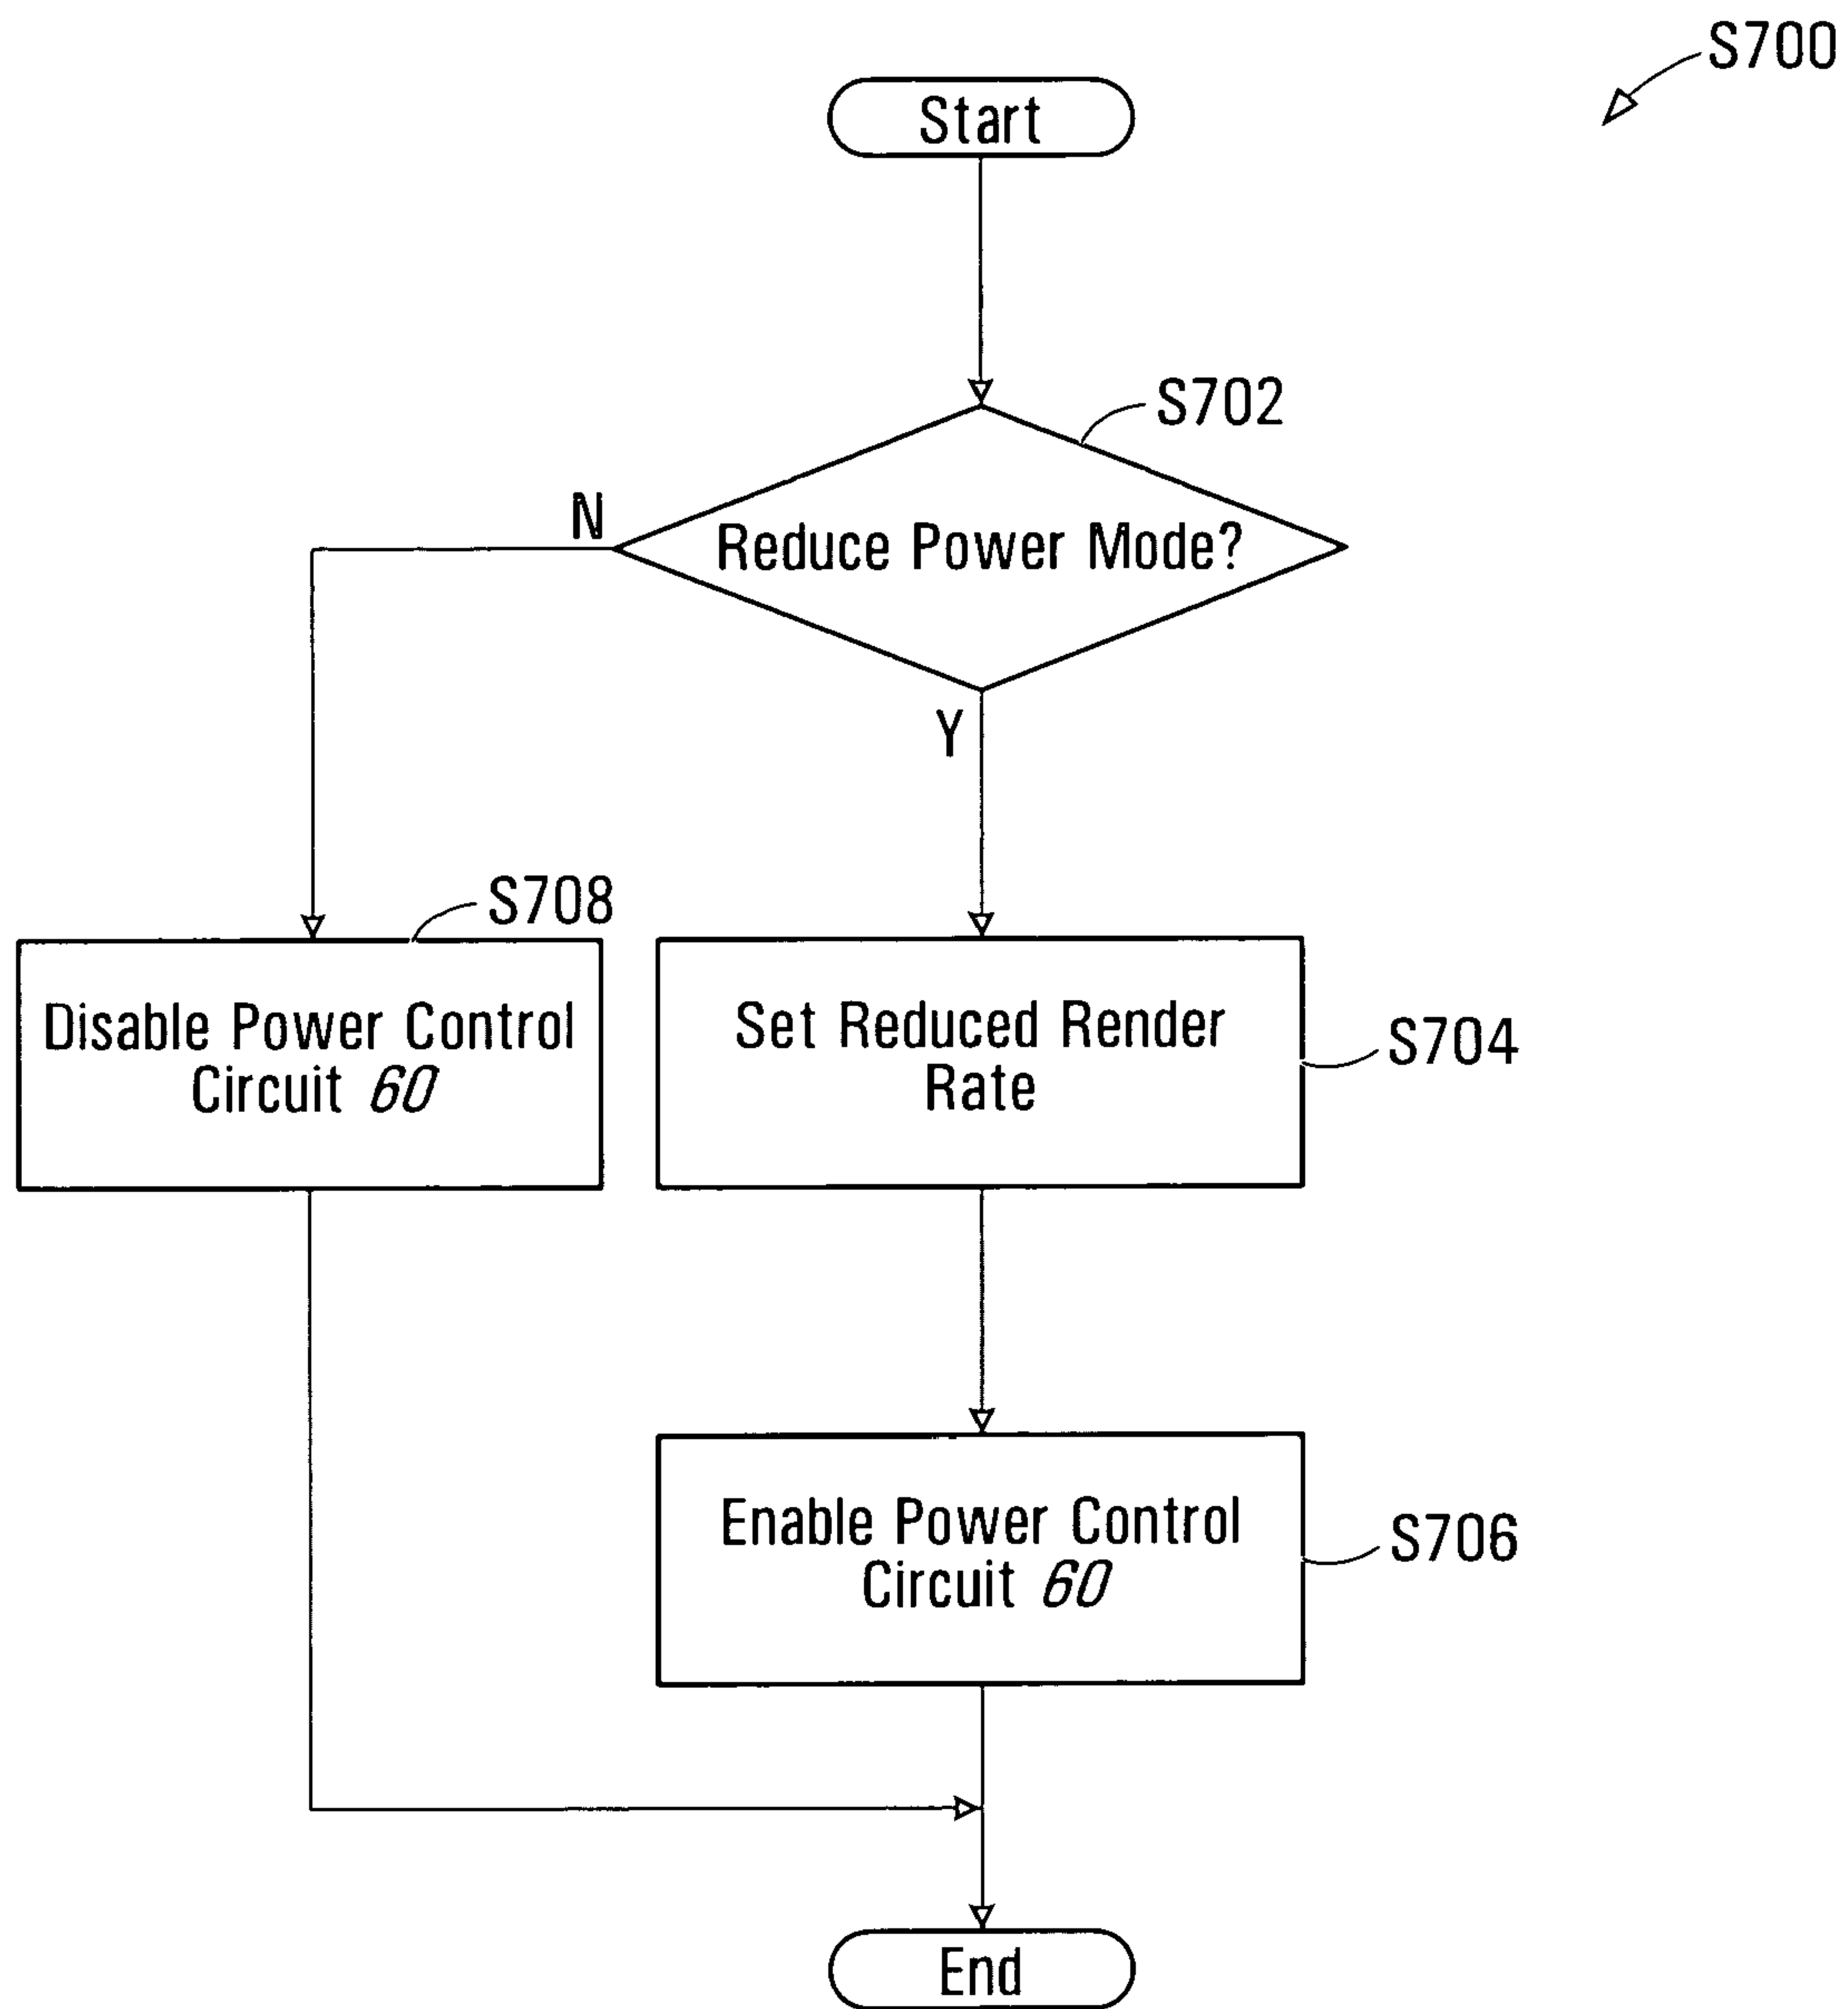 S700
Start
S702
N
Reduce Power Mode?
Y
S708
Disable Power Control
Circuit 60
Set Reduced Render
Rate
S704
Enable Power Control
Circuit 60
S706
End